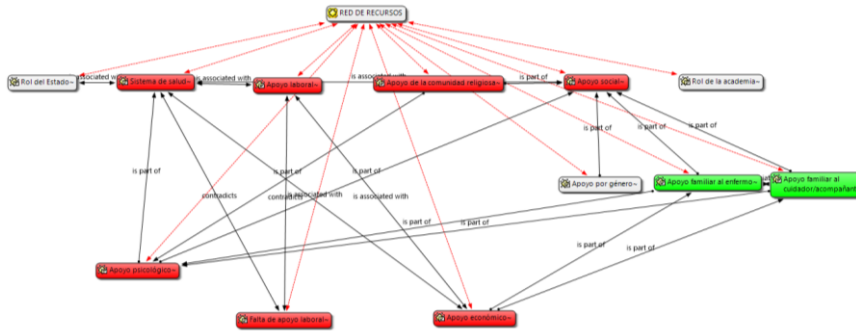 RED DE RECURSOS
Rol del Estado~
associated with
Sistema de salud~
is associated with
Apoyo laboral~
is associated with
Apoyo de la comunidad religiosa~
is part of
Apoyo social~
Rol de la academia~
is part of
is part of
is part of
is part of
is part of
contradicts
contradicts
is associated with
is associated with
Apoyo por género~
Apoyo familiar al enfermo~
Apoyo familiar al
cuidador/acompañant
is part of
is part of
is part of
is part of
Apoyo psicológico~
Falta de apoyo laboral~
Apoyo económico~